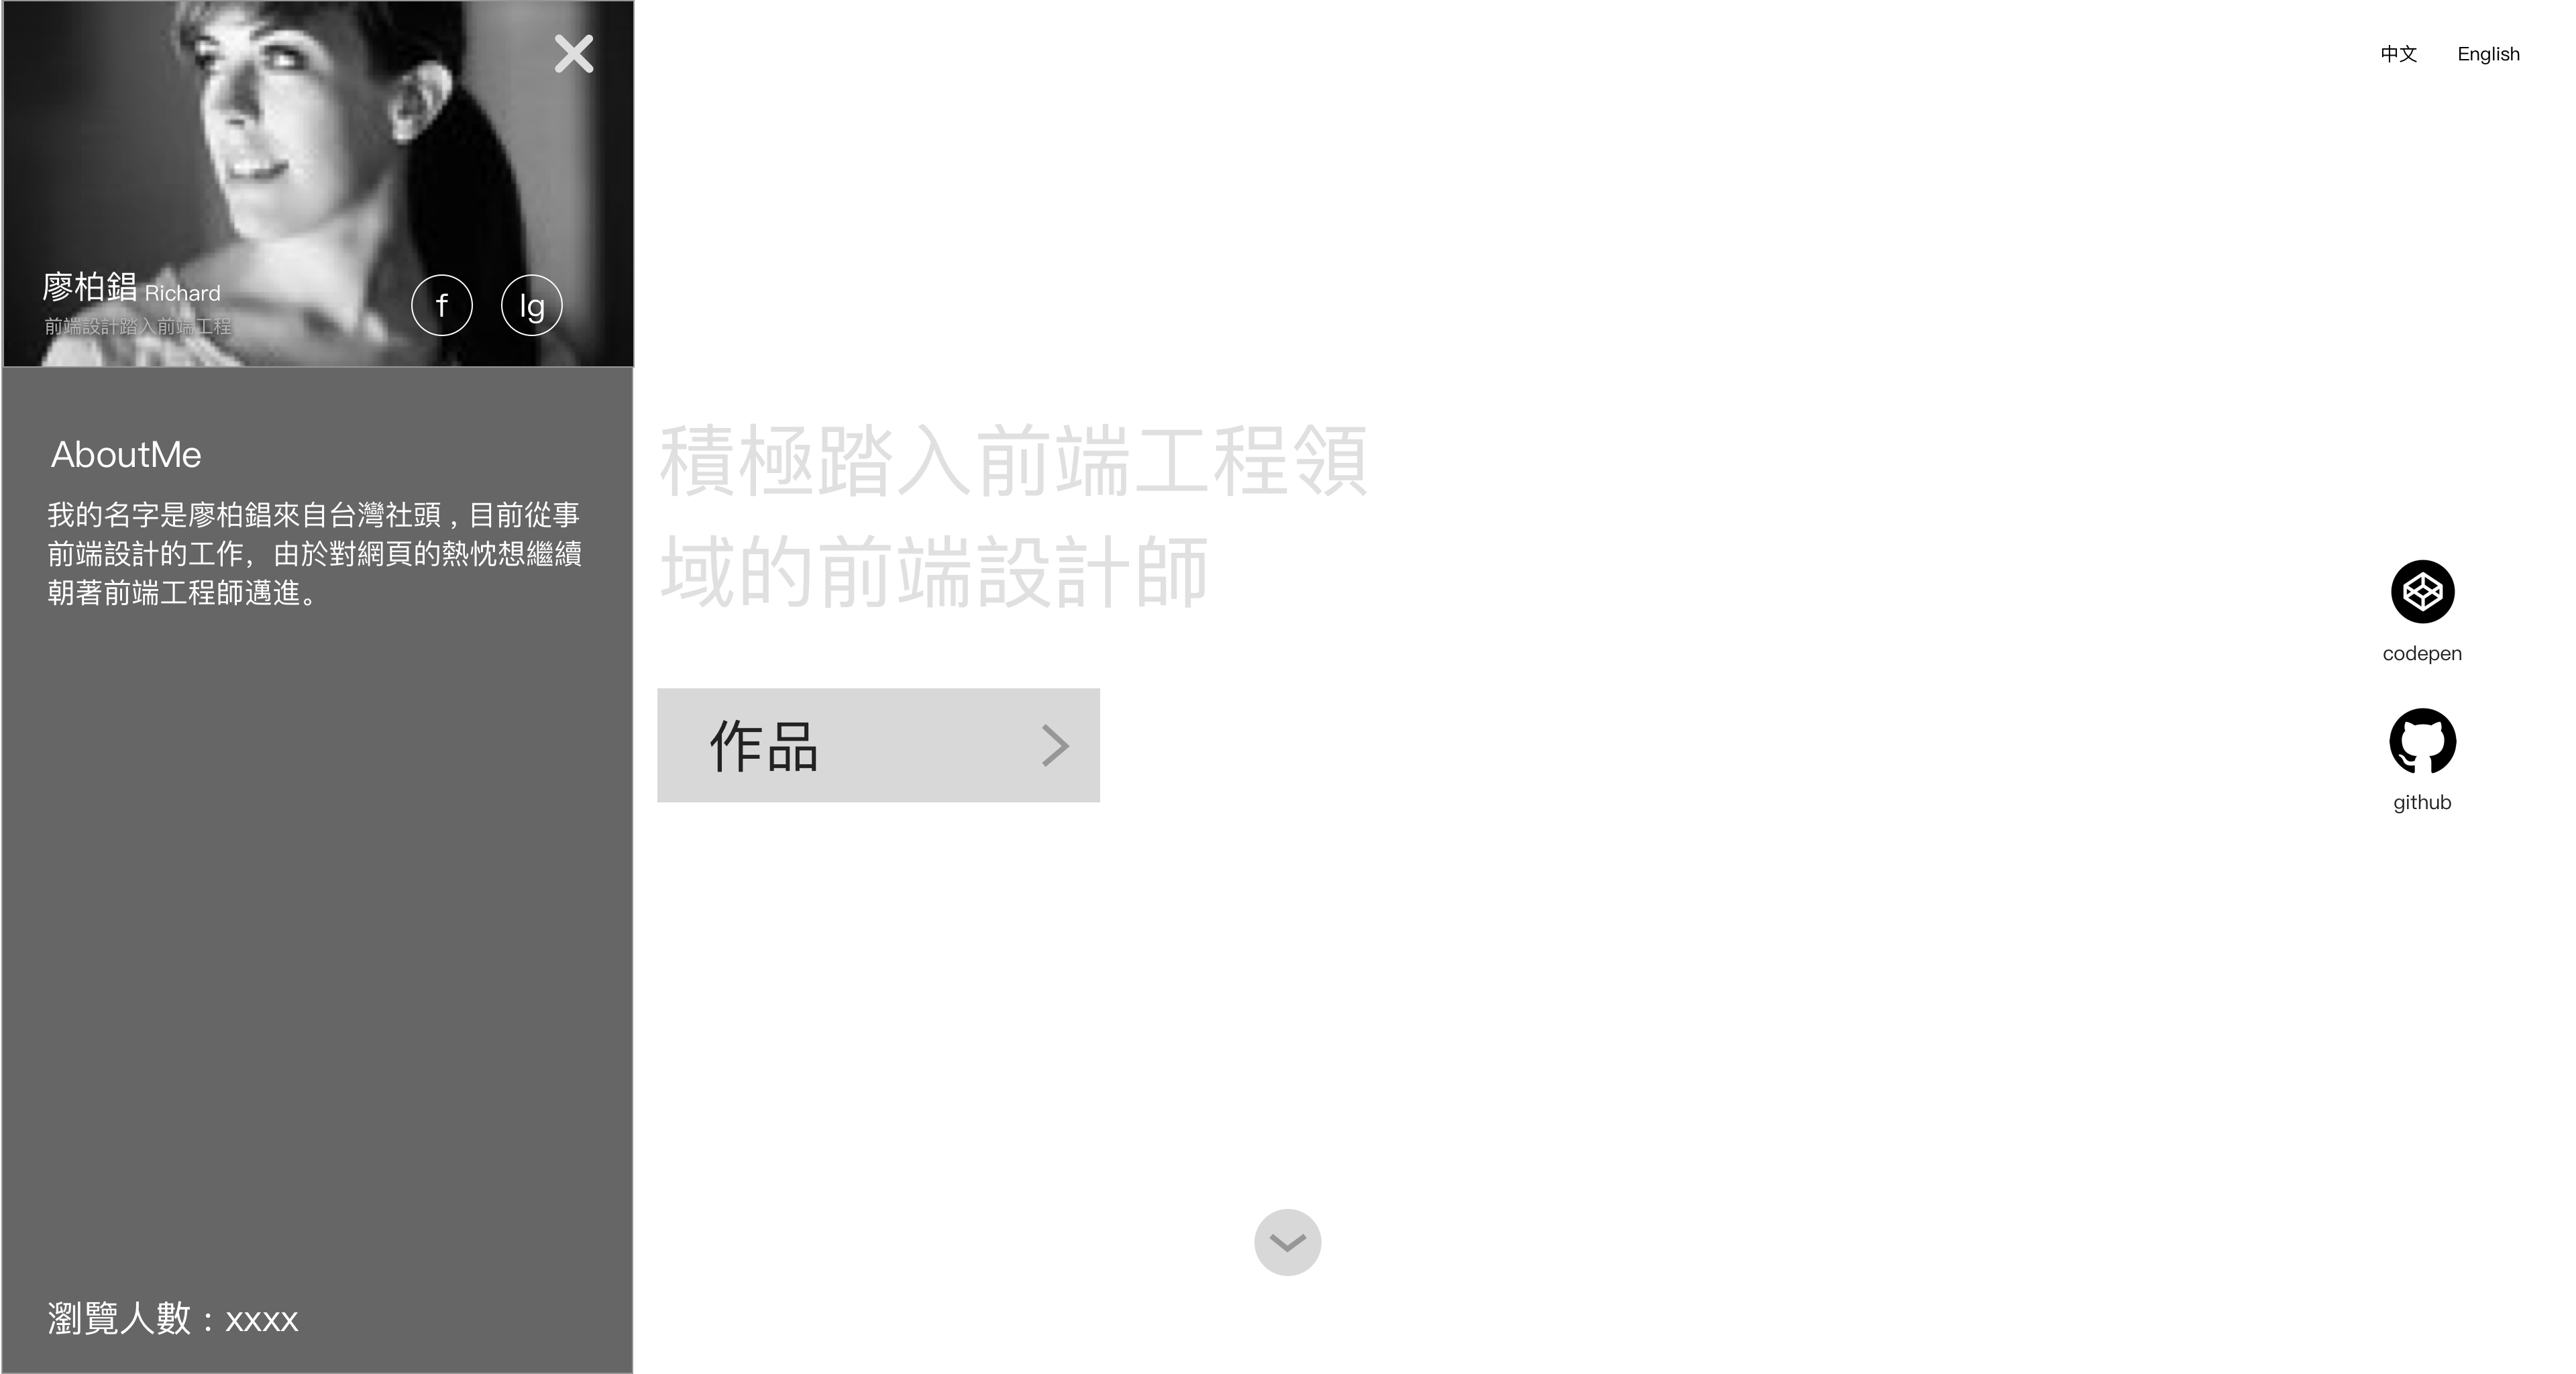 中文 English
廖柏錩 Richard
前端設計踏入前端工程
f lg
AboutMe
我的名字是廖柏錩來自台灣社頭，目前從事
前端設計的工作，由於對網頁的熱忱想繼續
朝著前端工程師邁進。
瀏覽人數：xxxx
積極踏入前端工程領
域的前端設計師
作品
codepen
github